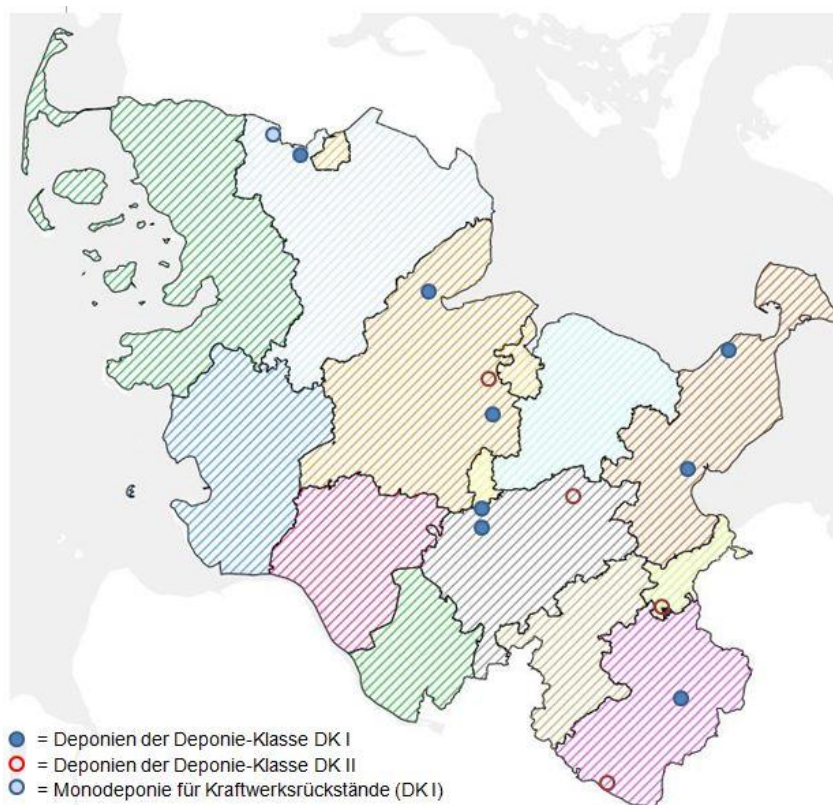 = Deponien der Deponie-Klasse DK I
= Deponien der Deponie-Klasse DK II
= Monodeponie für Kraftwerksrückstände (DK I)